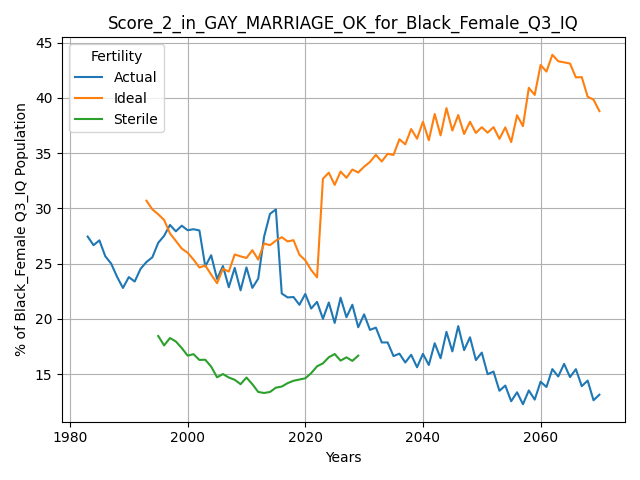 Score_2_in_GAY_MARRIAGE_OK_for_Black_Female_Q3_IQ
Fertility
Actual
Ideal
Sterile
% of Black_Female Q3_IQ Population
45
40
35
30
25
20
15
1980
2000
2020
2040
2060
Years